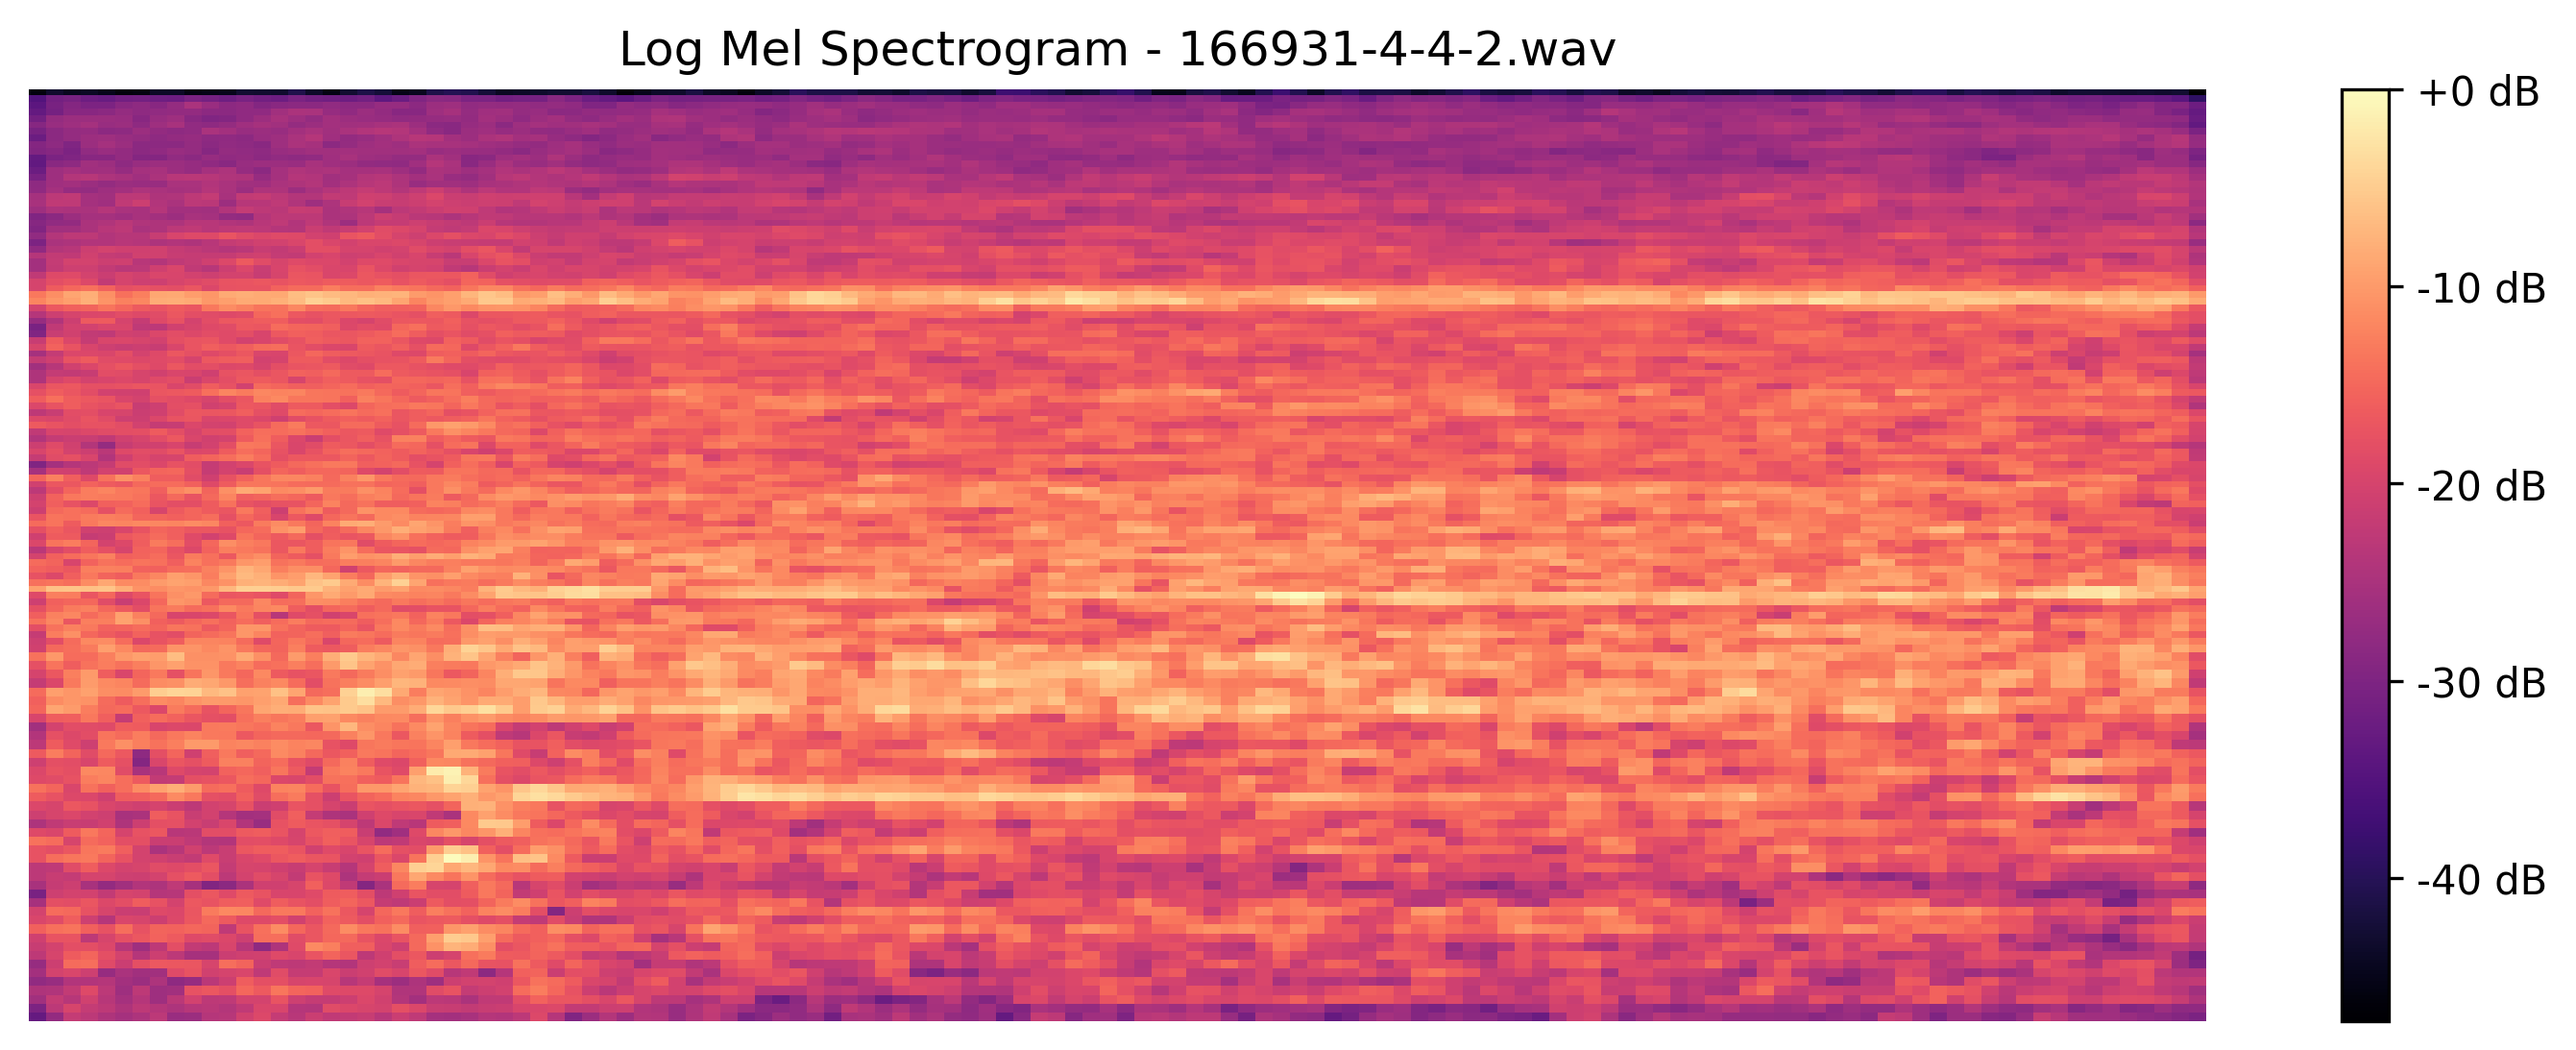 Log Mel Spectrogram - 166931-4-4-2.wav
+0 dB
-10 dB
-20 dB
-30 dB
-40 dB